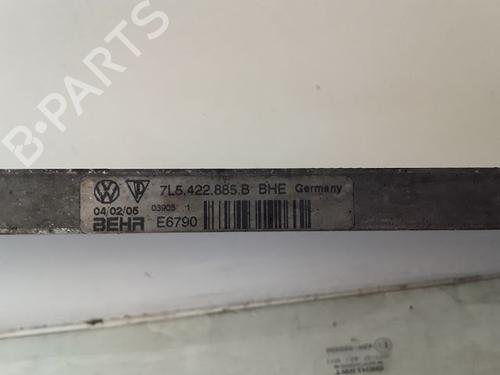 B-PARTS
7L5.422.885.B BHE Germany
04/02/05 03905 1
BEHR E6790